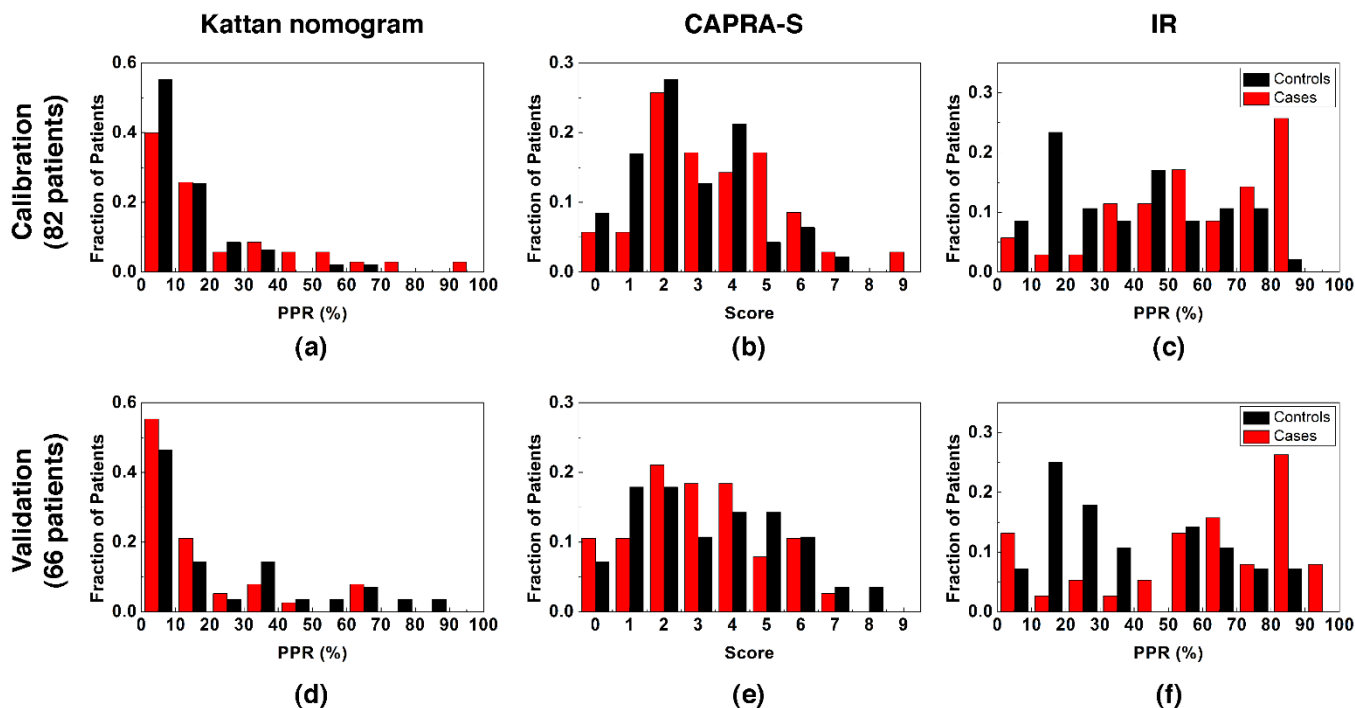 Kattan nomogram
CAPRA-S
IR
Calibration
(82 patients)
Fraction of Patients
0.6
0.4
0.2
0.0
0 10 20 30 40 50 60 70 80 90 100
PPR (%)
(a)
Fraction of Patients
0.3
0.2
0.1
0.0
0 1 2 3 4 5 6 7 8 9
Score
(b)
Fraction of Patients
0.3
0.2
0.1
0.0
Controls
Cases
0 10 20 30 40 50 60 70 80 90 100
PPR (%)
(c)
Validation
(66 patients)
Fraction of Patients
0.6
0.4
0.2
0.0
0 10 20 30 40 50 60 70 80 90 100
PPR (%)
(d)
Fraction of Patients
0.3
0.2
0.1
0.0
0 1 2 3 4 5 6 7 8 9
Score
(e)
Fraction of Patients
0.3
0.2
0.1
0.0
Controls
Cases
0 10 20 30 40 50 60 70 80 90 100
PPR (%)
(f)